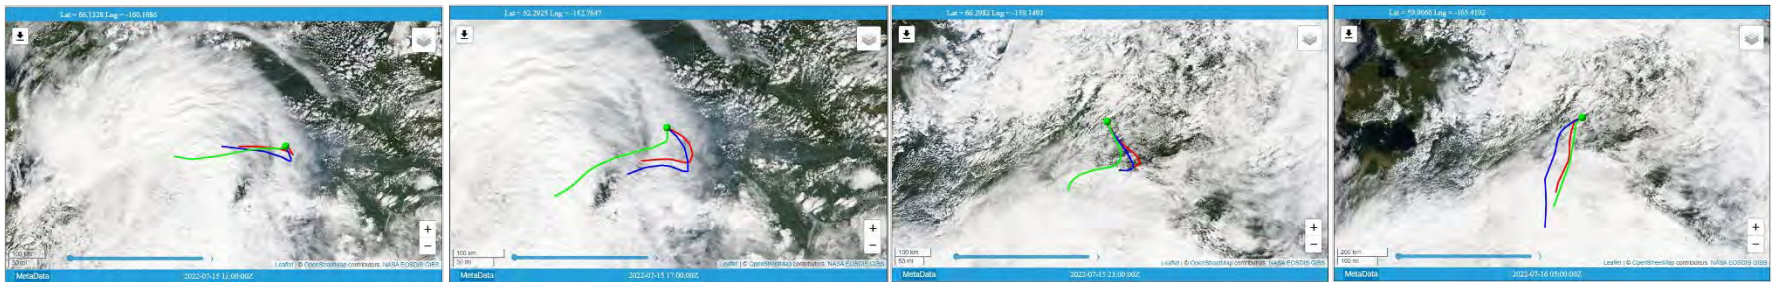 Lat = 66.1328 Lng = -160.1686
100 km
50 mi
+
−
Leaflet | © OpenStreetMap contributors, NASA EOSDIS GIBS
MetaData
2022-07-15 11:00:00Z
Lat = 62.2925 Lng = -152.7847
100 km
50 mi
+
−
Leaflet | © OpenStreetMap contributors, NASA EOSDIS GIBS
MetaData
2022-07-15 17:00:00Z
Lat = 66.2982 Lng = -159.1493
100 km
50 mi
+
−
Leaflet | © OpenStreetMap contributors, NASA EOSDIS GIBS
MetaData
2022-07-15 23:00:00Z
Lat = 59.9066 Lng = -165.4192
200 km
100 mi
+
−
Leaflet | © OpenStreetMap contributors, NASA EOSDIS GIBS
MetaData
2022-07-16 05:00:00Z